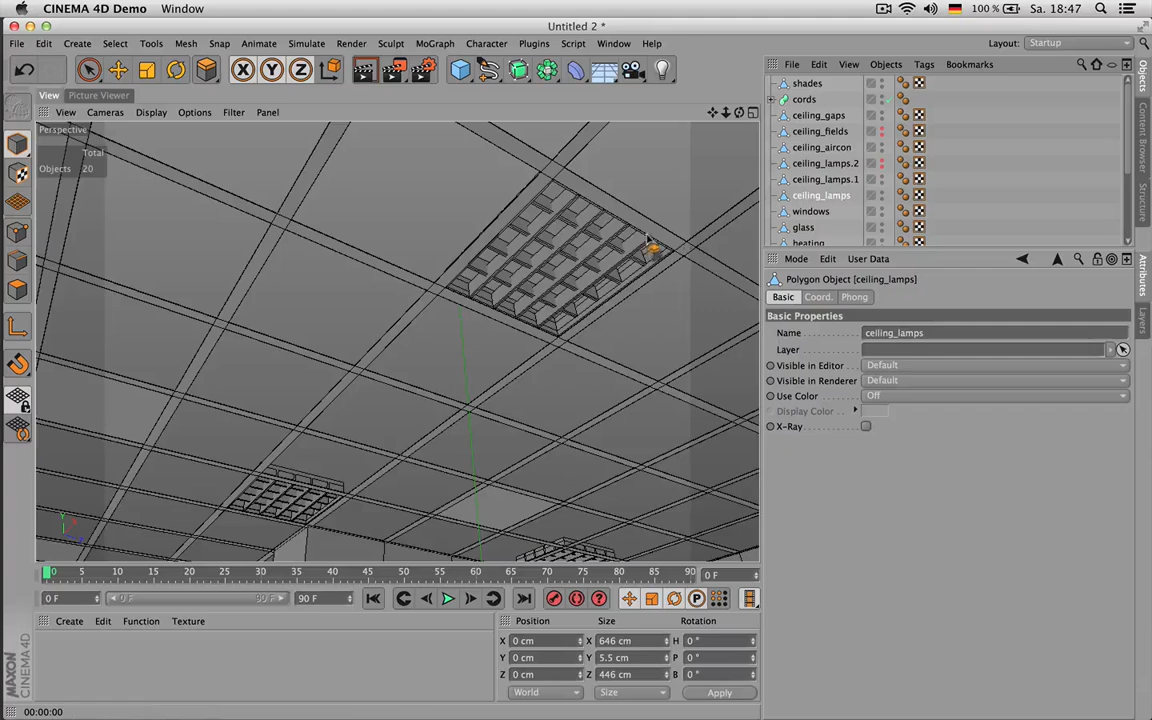 CINEMA 4D Demo Window 100 % Sa. 18:47
Untitled 2 *
File Edit Create Select Tools Mesh Snap Animate Simulate Render Sculpt MoGraph Character Plugins Script Window Help Layout: Startup
X Y Z
File Edit View Objects Tags Bookmarks
View Picture Viewer
View Cameras Display Options Filter Panel
Perspective
Total
Objects 20
shades
cords
ceiling_gaps
ceiling_fields
ceiling_aircon
ceiling_lamps.2
ceiling_lamps.1
ceiling_lamps
windows
glass
heating
Objects
Content Browser
Structure
Mode Edit User Data
Polygon Object [ceiling_lamps]
Basic Coord. Phong
Basic Properties
Name ceiling_lamps
Layer
Visible in Editor Default
Visible in Renderer Default
Use Color Off
Display Color
X-Ray
Attributes
Layers
0 5 10 15 20 25 30 35 40 45 50 55 60 65 70 75 80 85 90 0 F
0 F 0 F 90 F 90 F P
Create Edit Function Texture
Position Size Rotation
X 0 cm X 646 cm H 0 °
Y 0 cm Y 5.5 cm P 0 °
Z 0 cm Z 446 cm B 0 °
World Size Apply
MAXON
CINEMA 4D
00:00:00